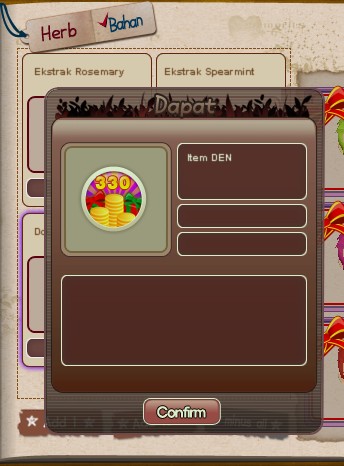 Herb
Bahan
Ekstrak Rosemary
Ekstrak Spearmint
Dapat
330
Item DEN
Confirm